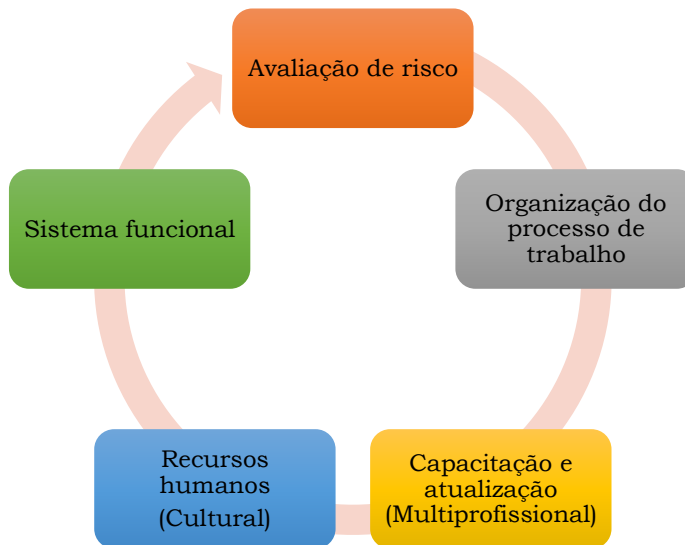 Avaliação de risco
Organização do
processo de
trabalho
Capacitação e
atualização
(Multiprofissional)
Recursos
humanos
(Cultural)
Sistema funcional